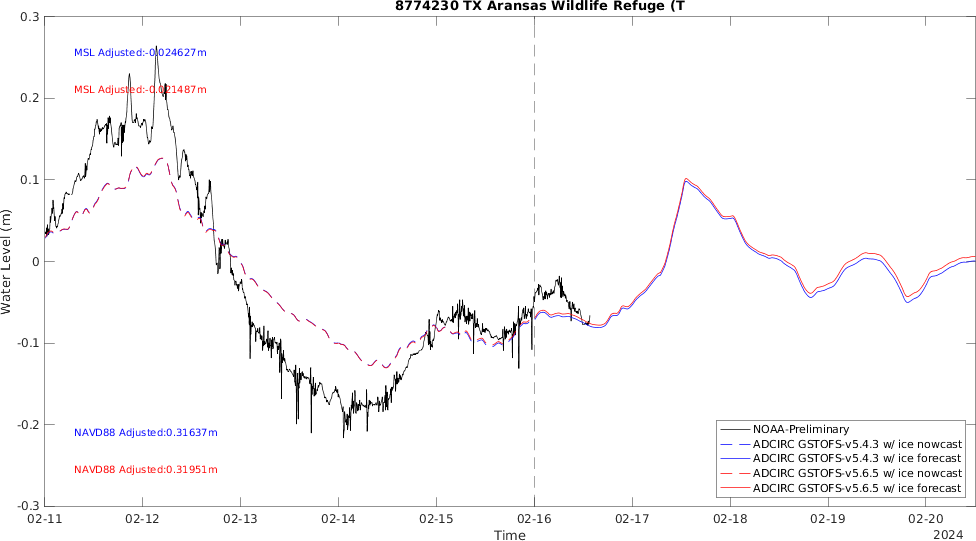 8774230 TX Aransas Wildlife Refuge (T
0.3
0.2
0.1
0
-0.1
-0.2
-0.3
Water Level (m)
MSL Adjusted:-0.024627m
MSL Adjusted:-0.021487m
NAVD88 Adjusted:0.31637m
NAVD88 Adjusted:0.31951m
NOAA-Preliminary
ADCIRC GSTOFS-v5.4.3 w/ ice nowcast
ADCIRC GSTOFS-v5.4.3 w/ ice forecast
ADCIRC GSTOFS-v5.6.5 w/ ice nowcast
ADCIRC GSTOFS-v5.6.5 w/ ice forecast
02-11 02-12 02-13 02-14 02-15 02-16 02-17 02-18 02-19 02-20
Time
2024